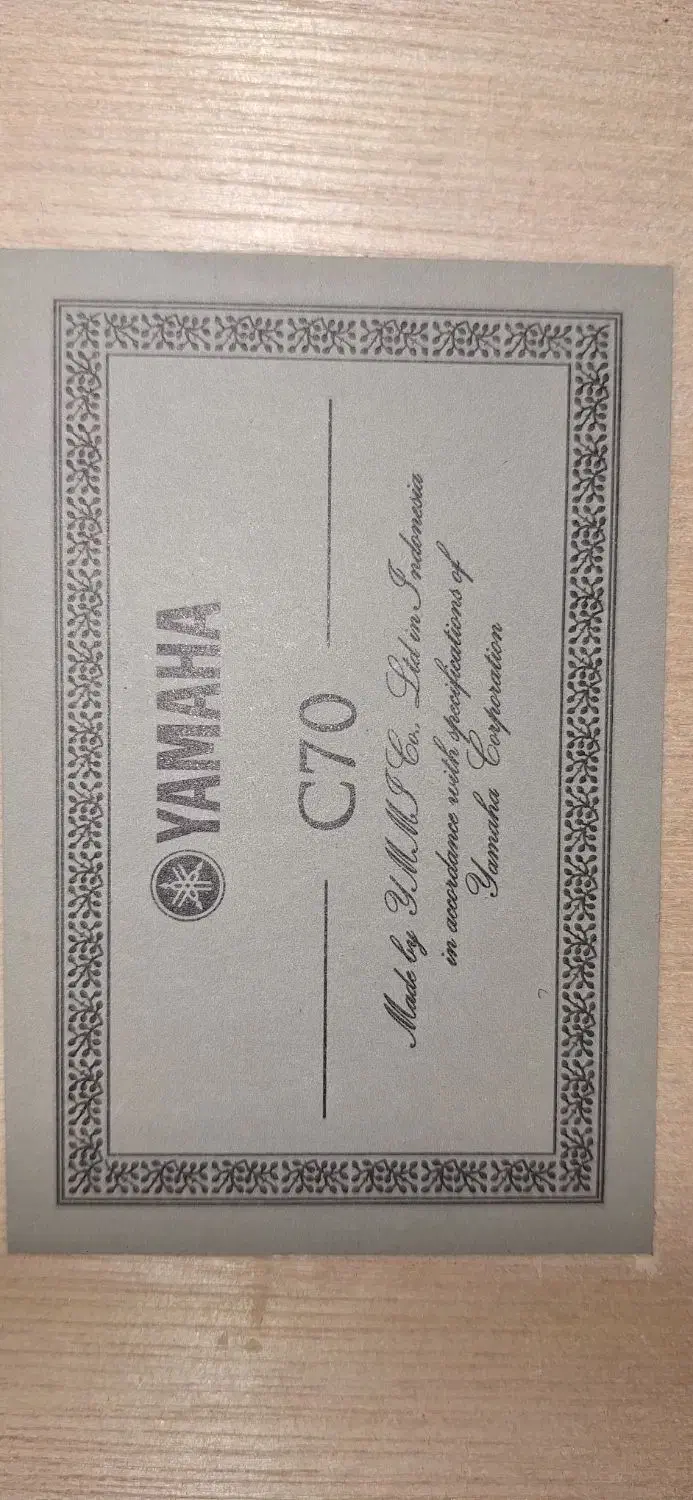 YAMAHA
C70
Made by YMMI Co., Ltd in Indonesia
in accordance with specifications of
Yamaha Corporation